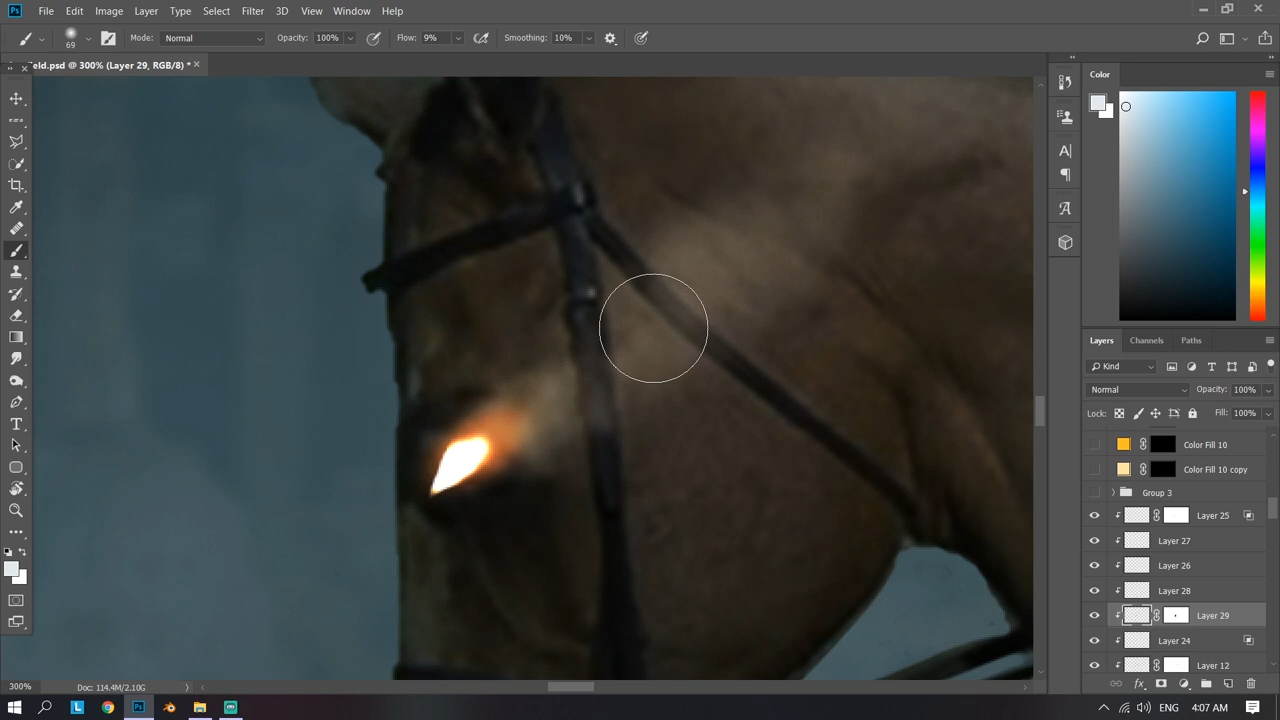 Ps File Edit Image Layer Type Select Filter 3D View Window Help
69 Mode: Normal Opacity: 100% Flow: 9% Smoothing: 10%
eld.psd @ 300% (Layer 29, RGB/8) *
Color
Layers Channels Paths
Kind
Normal Opacity: 100%
Lock: Fill: 100%
Color Fill 10
Color Fill 10 copy
Group 3
Layer 25
Layer 27
Layer 26
Layer 28
Layer 29
Layer 24
Layer 12
300% Doc: 114.4M/2.10G
L Ps ENG 4:07 AM